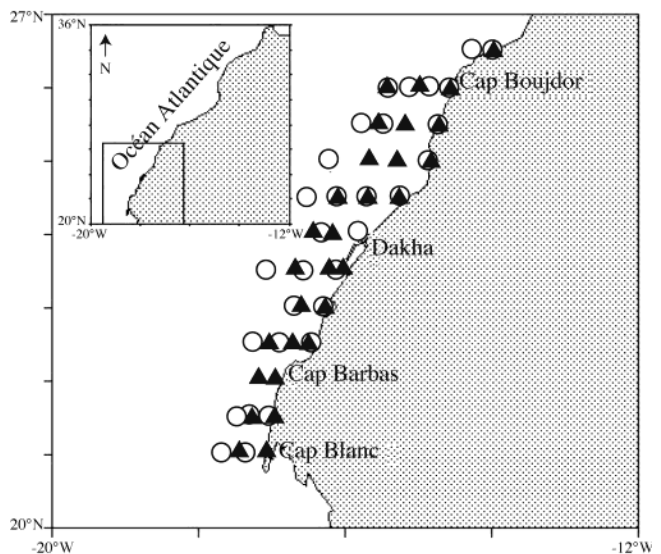 27°N
36°N
N
Océan Atlantique
20°N
-20°W
-12°W
Cap Boujdor
Dakha
Cap Barbas
Cap Blanc
20°N
-20°W
-12°W